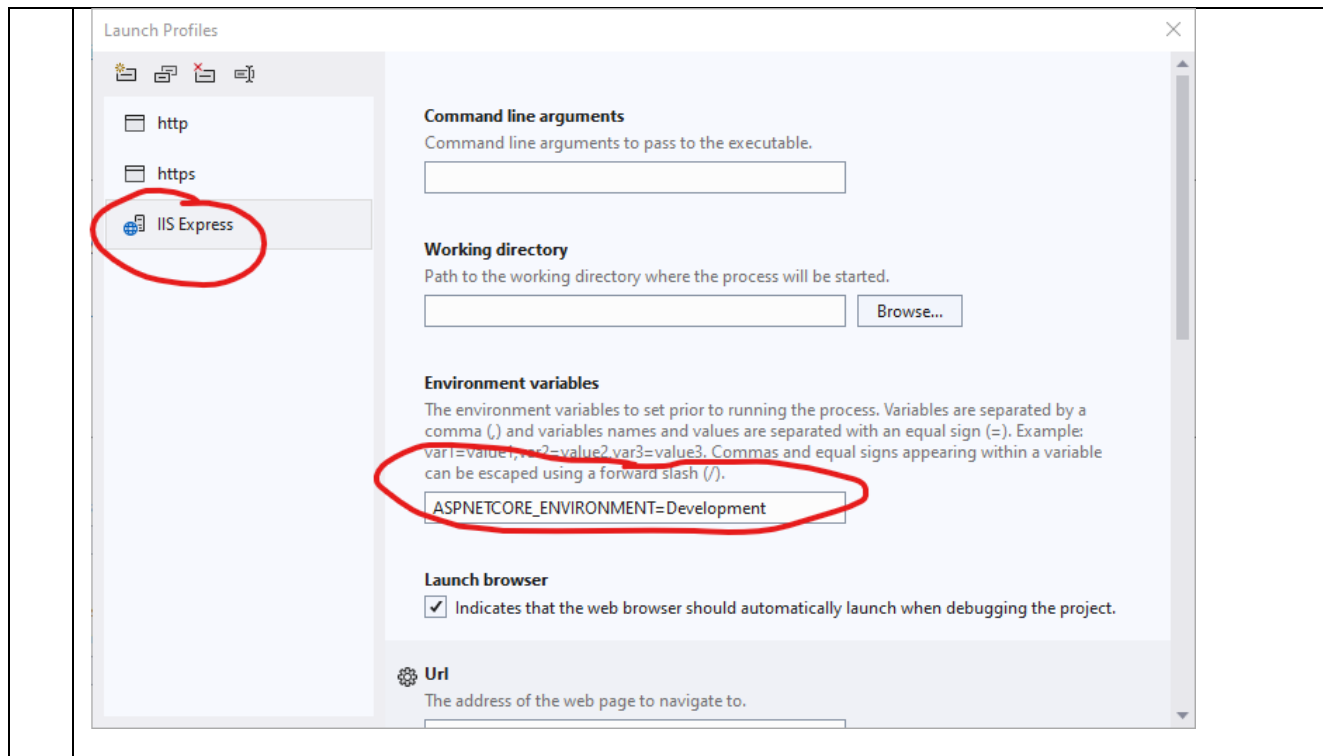 Launch Profiles
http
https
IIS Express
Command line arguments
Command line arguments to pass to the executable.
Working directory
Path to the working directory where the process will be started.
Browse...
Environment variables
The environment variables to set prior to running the process. Variables are separated by a
comma (,) and variables names and values are separated with an equal sign (=). Example:
var1=value1,var2=value2,var3=value3. Commas and equal signs appearing within a variable
can be escaped using a forward slash (/).
ASPNETCORE_ENVIRONMENT=Development
Launch browser
Indicates that the web browser should automatically launch when debugging the project.
Url
The address of the web page to navigate to.